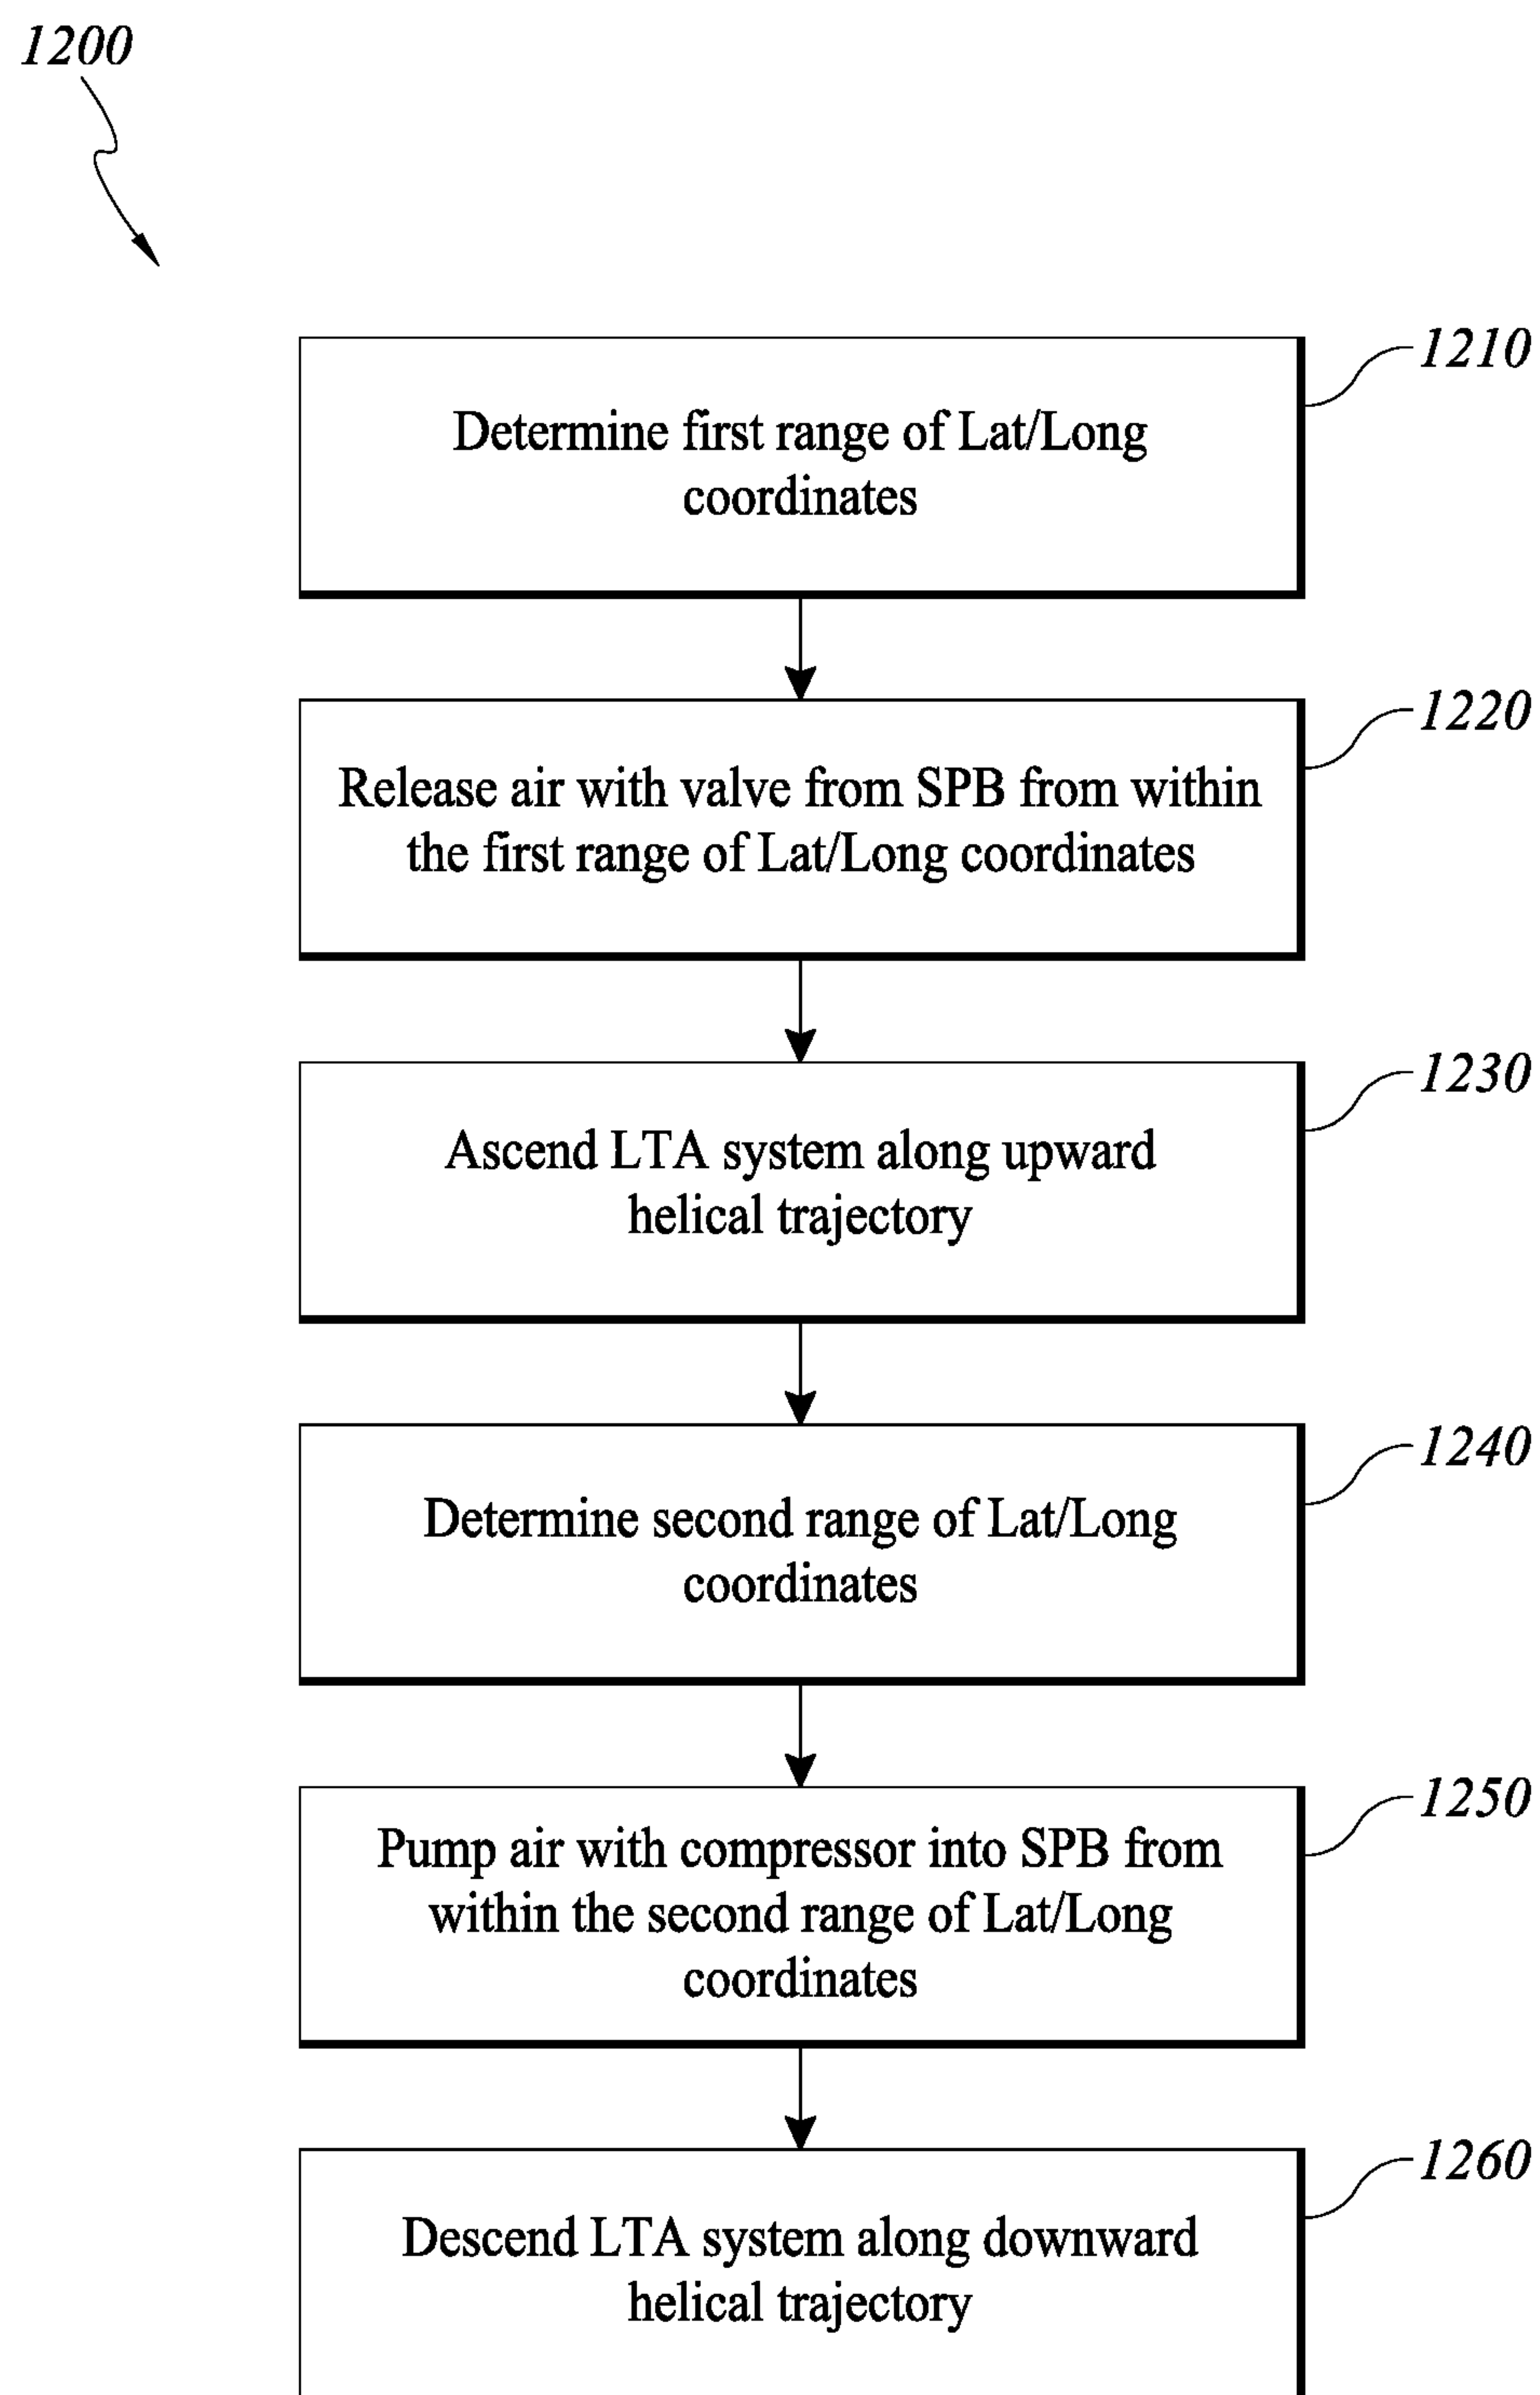 1200
1210
Determine first range of Lat/Long
coordinates
1220
Release air with valve from SPB from within
the first range of Lat/Long coordinates
1230
Ascend LTA system along upward
helical trajectory
1240
Determine second range of Lat/Long
coordinates
1250
Pump air with compressor into SPB from
within the second range of Lat/Long
coordinates
1260
Descend LTA system along downward
helical trajectory